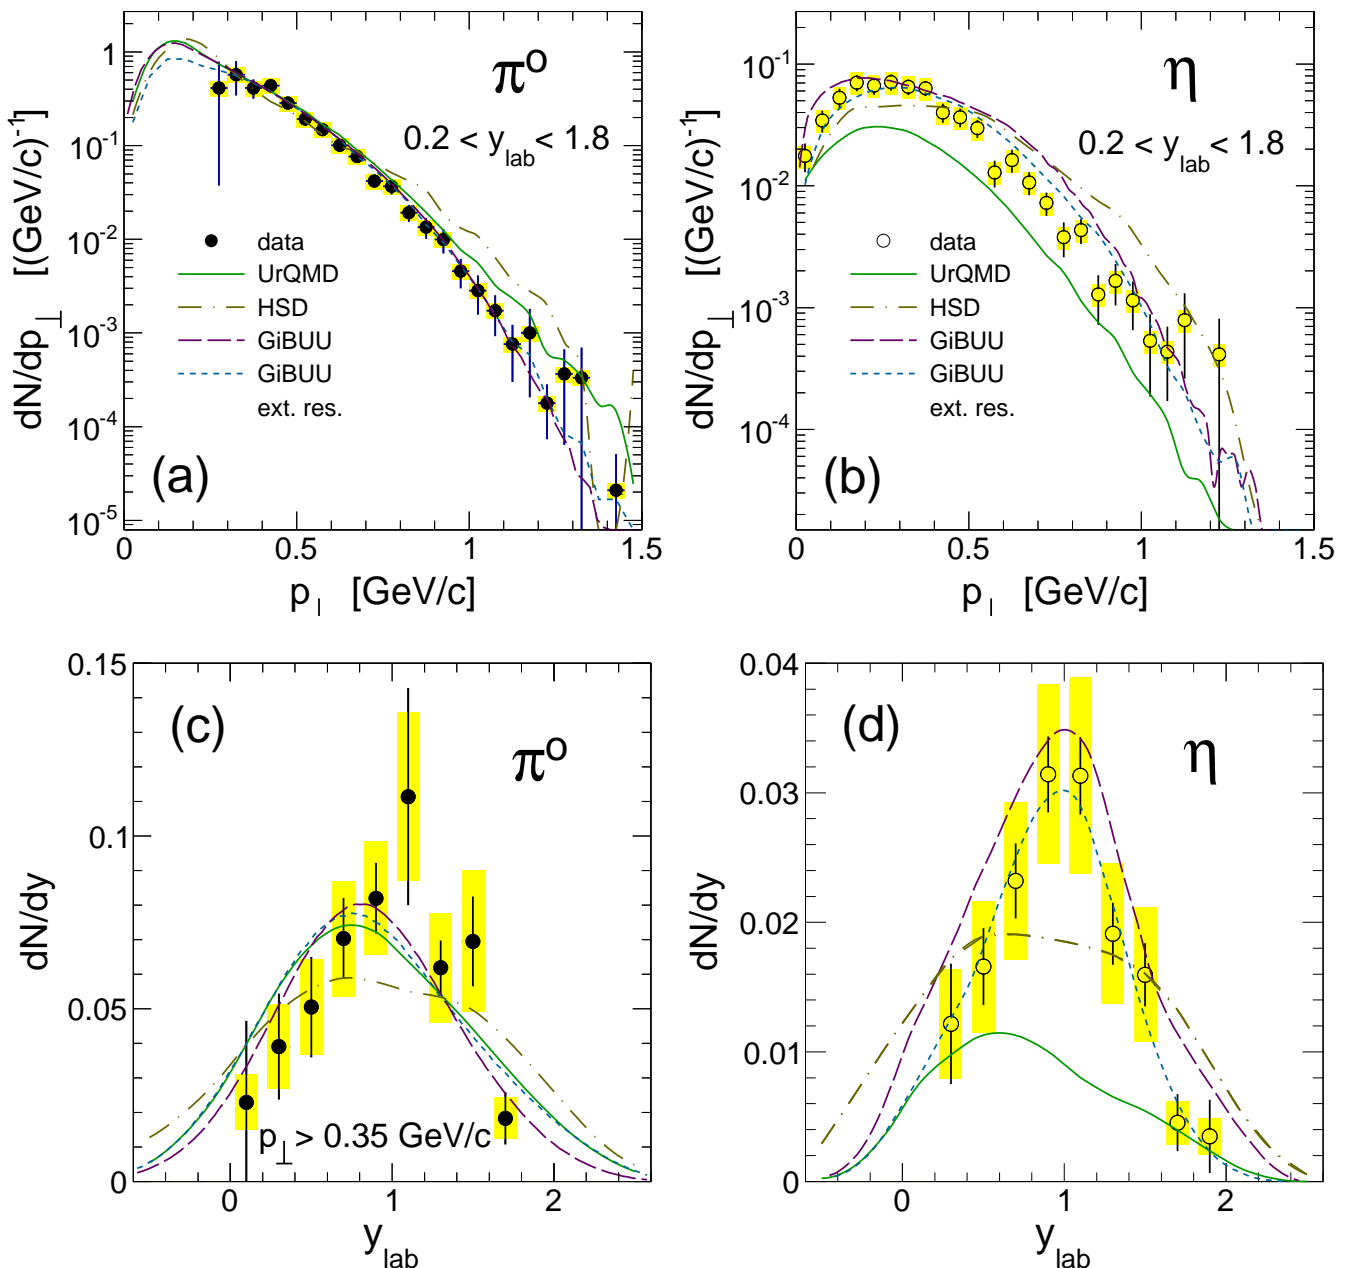 π⁰
0.2 < y_lab < 1.8
data
UrQMD
HSD
GiBUU
GiBUU
ext. res.
(a)
dN/dp_⊥ [(GeV/c)⁻¹]
1
10⁻¹
10⁻²
10⁻³
10⁻⁴
10⁻⁵
0 0.5 1 1.5
p_⊥ [GeV/c]
η
0.2 < y_lab < 1.8
data
UrQMD
HSD
GiBUU
GiBUU
ext. res.
(b)
dN/dp_⊥ [(GeV/c)⁻¹]
10⁻¹
10⁻²
10⁻³
10⁻⁴
0 0.5 1 1.5
p_⊥ [GeV/c]
(c)
π⁰
p_⊥ > 0.35 GeV/c
dN/dy
0.15
0.1
0.05
0
0 1 2
y_lab
(d)
η
dN/dy
0.04
0.03
0.02
0.01
0
0 1 2
y_lab